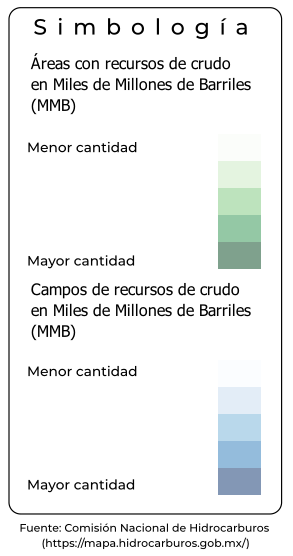 Simbología
Áreas con recursos de crudo
en Miles de Millones de Barriles
(MMB)
Menor cantidad
Mayor cantidad
Campos de recursos de crudo
en Miles de Millones de Barriles
(MMB)
Menor cantidad
Mayor cantidad
Fuente: Comisión Nacional de Hidrocarburos
(https://mapa.hidrocarburos.gob.mx/)